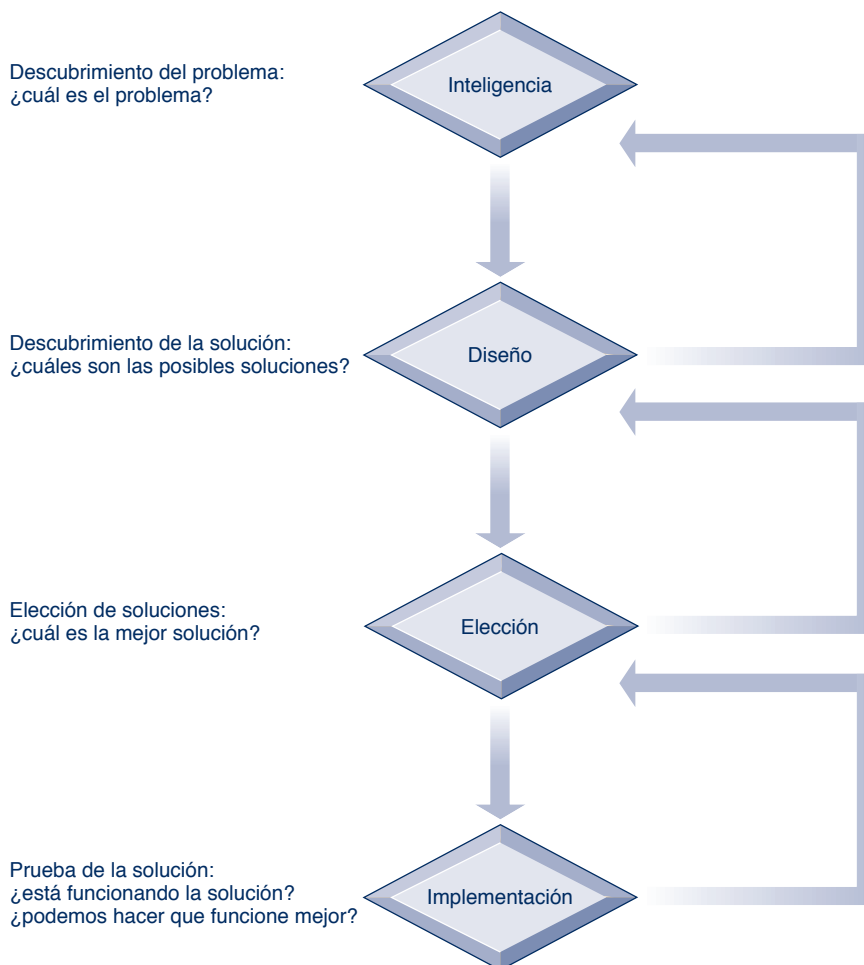 Descubrimiento del problema:
¿cuál es el problema?
Inteligencia
Descubrimiento de la solución:
¿cuáles son las posibles soluciones?
Diseño
Elección de soluciones:
¿cuál es la mejor solución?
Elección
Prueba de la solución:
¿está funcionando la solución?
¿podemos hacer que funcione mejor?
Implementación